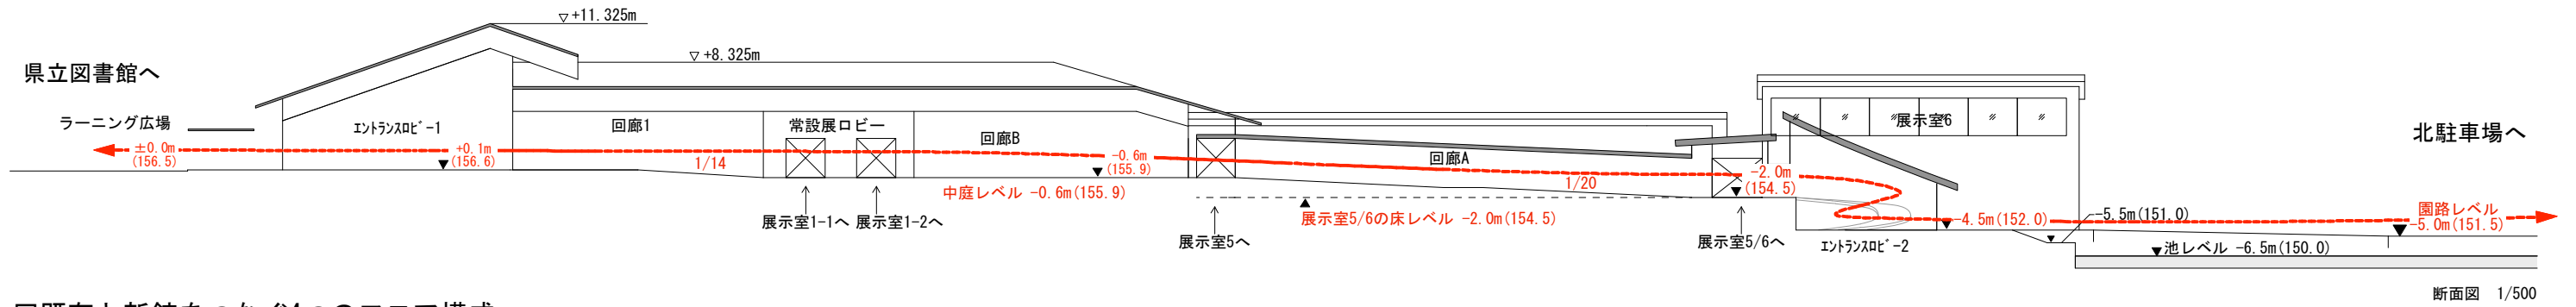 ▽+11.325m
▽+8.325m
県立図書館へ
ラーニング広場
ｴﾝﾄﾗﾝｽﾛﾋﾞｰ1
回廊1
常設展ロビー
回廊B
回廊A
展示室6
北駐車場へ
±0.0m
(156.5)
+0.1m
(156.6)
1/14
-0.6m
(155.9)
中庭レベル -0.6m(155.9)
1/20
-2.0m
(154.5)
展示室5/6の床レベル -2.0m(154.5)
-4.5m(152.0)
-5.5m(151.0)
園路レベル
-5.0m(151.5)
展示室1-1へ
展示室1-2へ
展示室5へ
展示室5/6へ
ｴﾝﾄﾗﾝｽﾛﾋﾞｰ2
池レベル -6.5m(150.0)
断面図 1/500